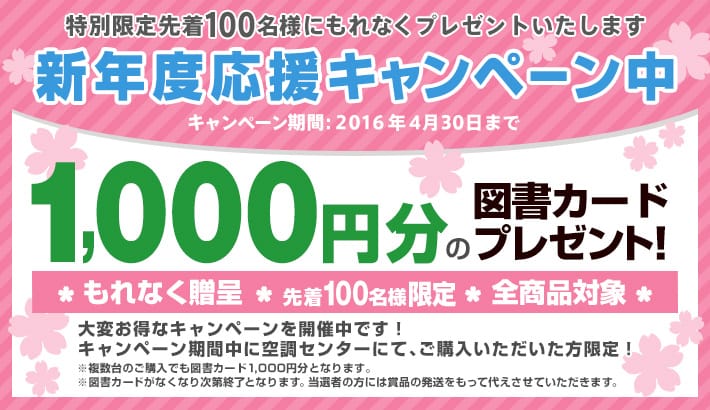 特別限定先着100名様にもれなくプレゼントいたします
新年度応援キャンペーン中
キャンペーン期間：2016年4月30日まで
1,000円分の図書カードプレゼント！
* もれなく贈呈 * 先着100名様限定 * 全商品対象 *
大変お得なキャンペーンを開催中です！
キャンペーン期間中に空調センターにて、ご購入いただいた方限定！
※複数台のご購入でも図書カード1,000円分となります。
※図書カードがなくなり次第終了となります。当選者の方には賞品の発送をもって代えさせていただきます。